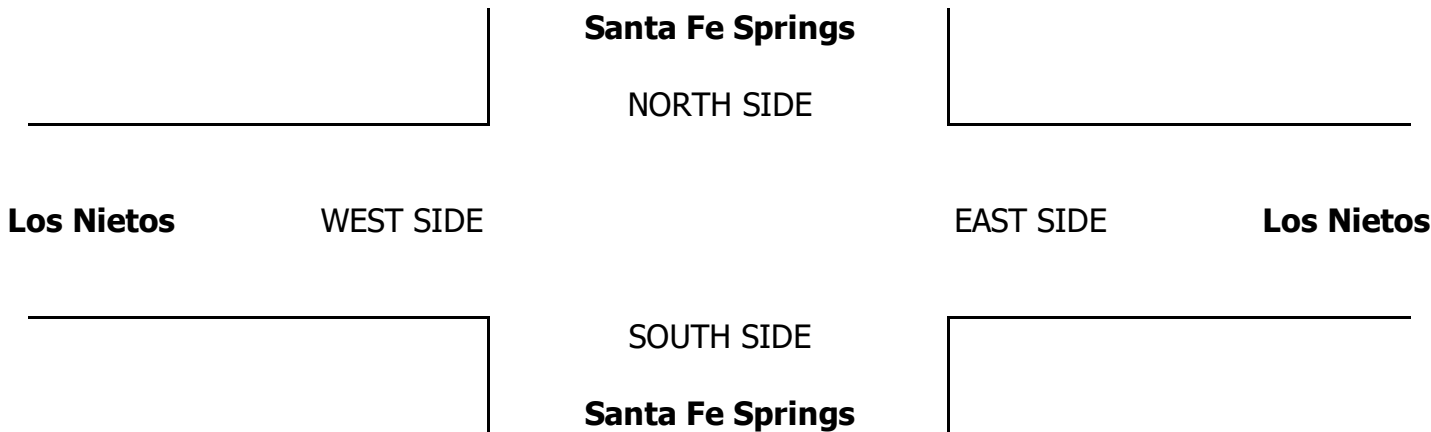 Santa Fe Springs
NORTH SIDE
Los Nietos WEST SIDE EAST SIDE Los Nietos
SOUTH SIDE
Santa Fe Springs